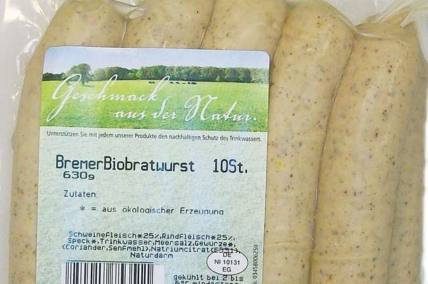 Geschmack
aus der Natur.
Unterstützen Sie mit jedem unserer Produkte den nachhaltigen Schutz des Trinkwassers.
BremerBiobratwurst 10St.
630g
Zutaten
* = aus ökologischer Erzeugung
Schweinefleisch*25%,Rindfleisch*25%,
Speck*,Trinkwasser,Meersalz,Gewürze*,
(Coriander,Senfmehl),Natriumcitrat(E331),
Naturdarm
DE
NI 10131
EG
gekühlt bei 2 bis